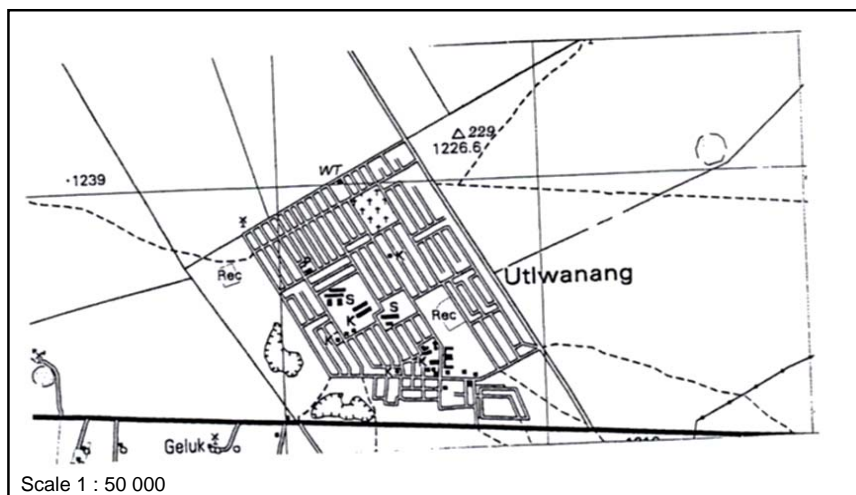 △ 229
1226.6
WT
·1239
K
Utlwanang
Rec
S
S
Rec
K
K
K
K
Geluk
Scale 1 : 50 000